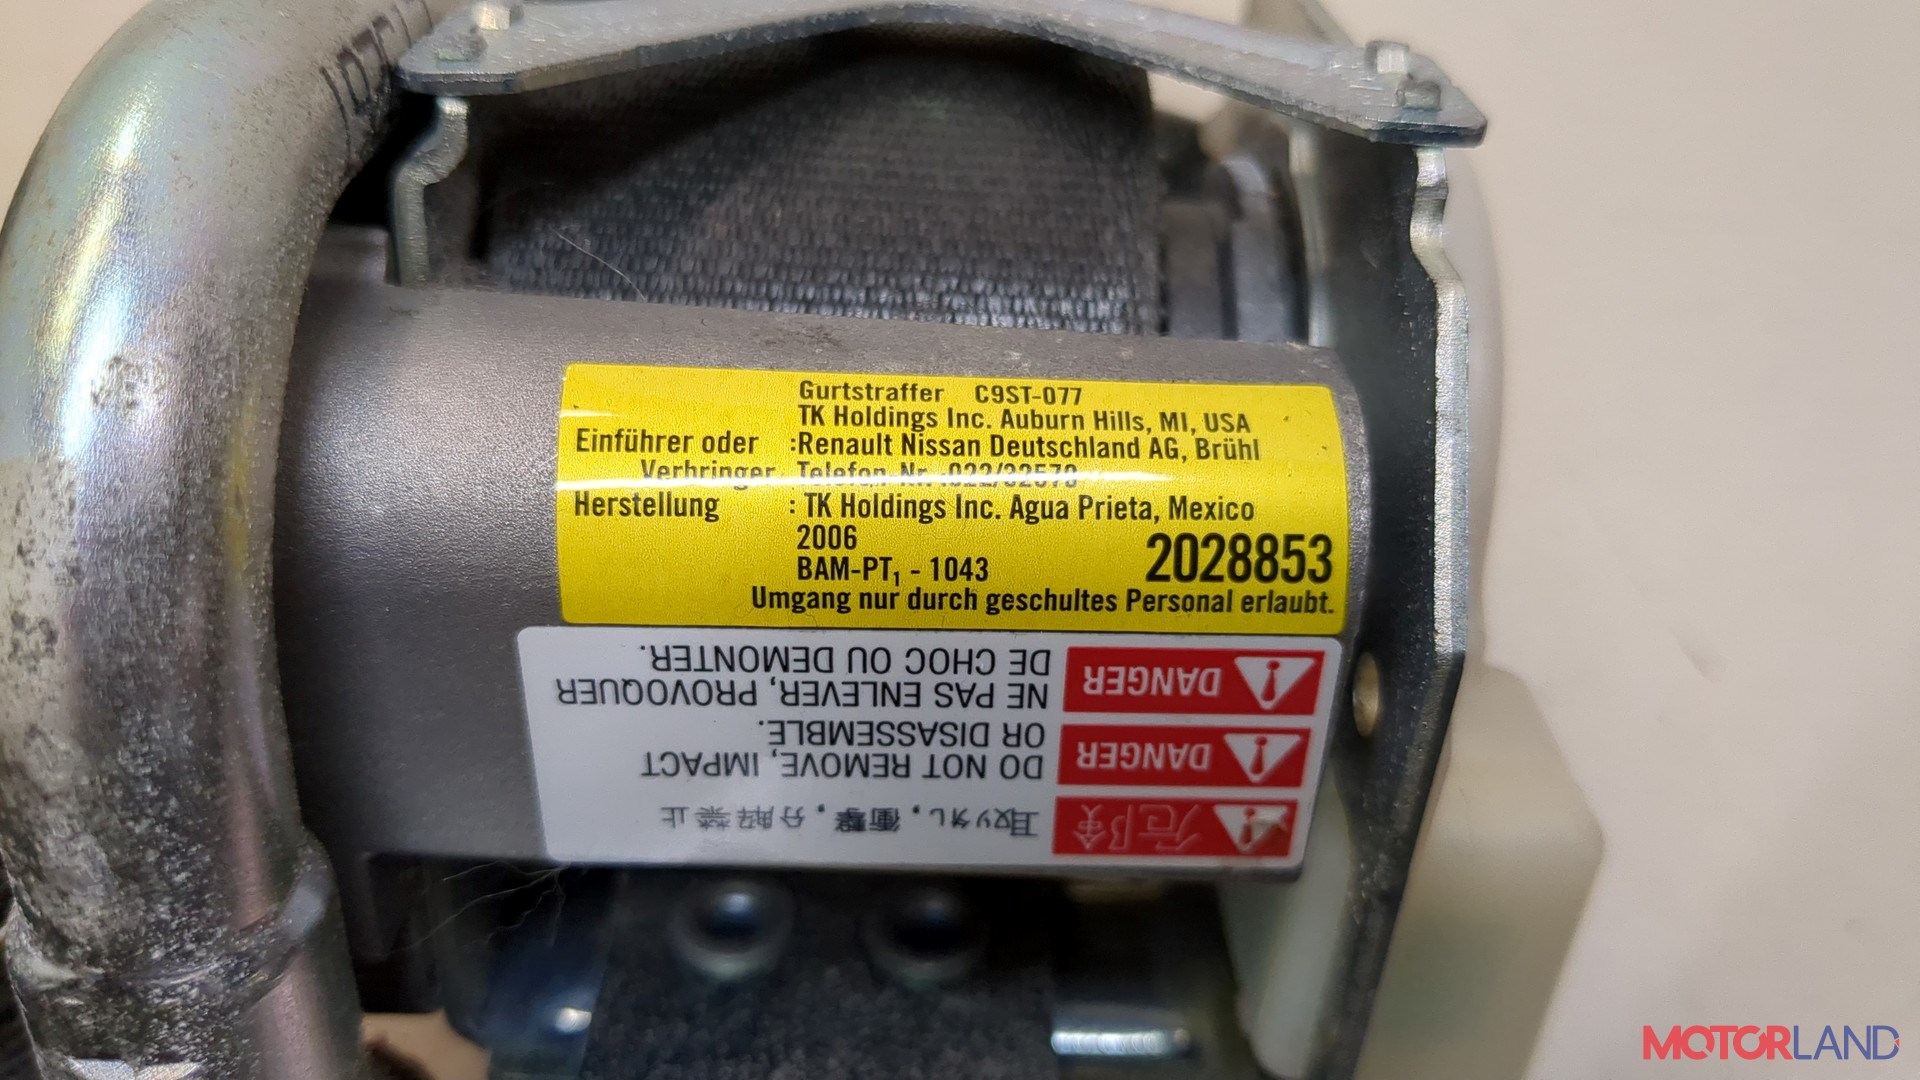 Gurtstraffer C9ST-077
TK Holdings Inc. Auburn Hills, MI, USA
Einführer oder :Renault Nissan Deutschland AG, Brühl
Verbringer Telefon Nr.
Herstellung : TK Holdings Inc. Agua Prieta, Mexico
2006
BAM-PT₁ - 1043
2028853
Umgang nur durch geschultes Personal erlaubt.
危険 取り外し，衝撃，分解禁止
DANGER DO NOT REMOVE, IMPACT
OR DISASSEMBLE.
DANGER NE PAS ENLEVER, PROVOQUER
DE CHOC OU DEMONTER.
MOTORLAND